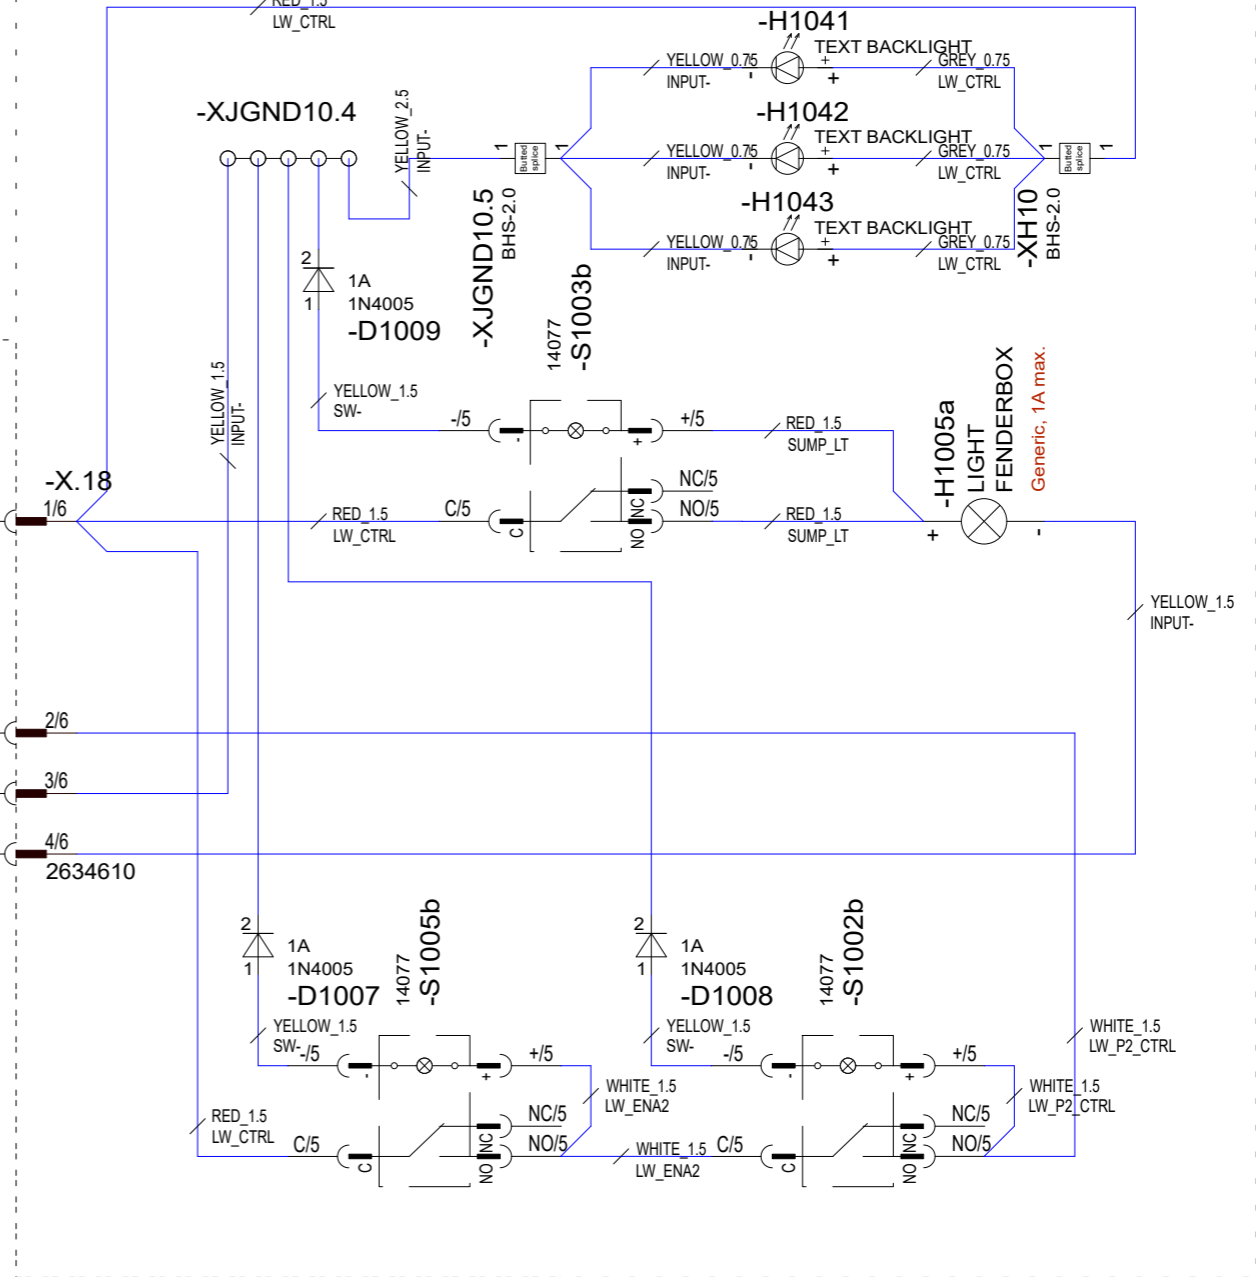 RED_1.5
LW_CTRL
-H1041
TEXT BACKLIGHT
YELLOW_0.75
INPUT-
-
+
+
GREY_0.75
LW_CTRL
-XJGND10.4
YELLOW_2.5
INPUT-
-H1042
TEXT BACKLIGHT
1
Butted
splice
1
YELLOW_0.75
INPUT-
-
+
+
GREY_0.75
LW_CTRL
1
Butted
splice
1
-XJGND10.5
BHS-2.0
-H1043
TEXT BACKLIGHT
YELLOW_0.75
INPUT-
-
+
+
GREY_0.75
LW_CTRL
-XH10
BHS-2.0
2
1
1A
1N4005
-D1009
14077
-S1003b
YELLOW_1.5
INPUT-
YELLOW_1.5
SW-
-/5
-
+
+/5
RED_1.5
SUMP_LT
-H1005a
LIGHT
FENDERBOX
Generic, 1A max.
-X.18
1/6
RED_1.5
LW_CTRL
C/5
C
NC
NO
NC/5
NO/5
RED_1.5
SUMP_LT
+
-
YELLOW_1.5
INPUT-
2/6
3/6
4/6
2634610
2
1
1A
1N4005
-D1007
14077
-S1005b
2
1
1A
1N4005
-D1008
14077
-S1002b
YELLOW_1.5
SW-
-/5
-
+
+/5
WHITE_1.5
LW_ENA2
YELLOW_1.5
SW-
-/5
-
+
+/5
WHITE_1.5
LW_P2_CTRL
WHITE_1.5
LW_P2_CTRL
RED_1.5
LW_CTRL
C/5
C
NC
NO
NC/5
NO/5
WHITE_1.5
LW_ENA2
C/5
C
NC
NO
NC/5
NO/5